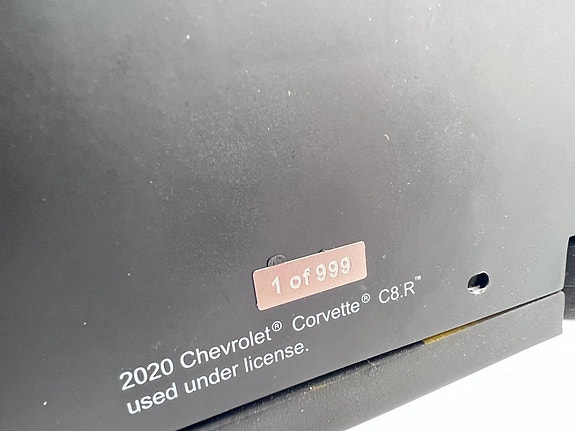 1 of 999
2020 Chevrolet® Corvette® C8.R™
used under license.